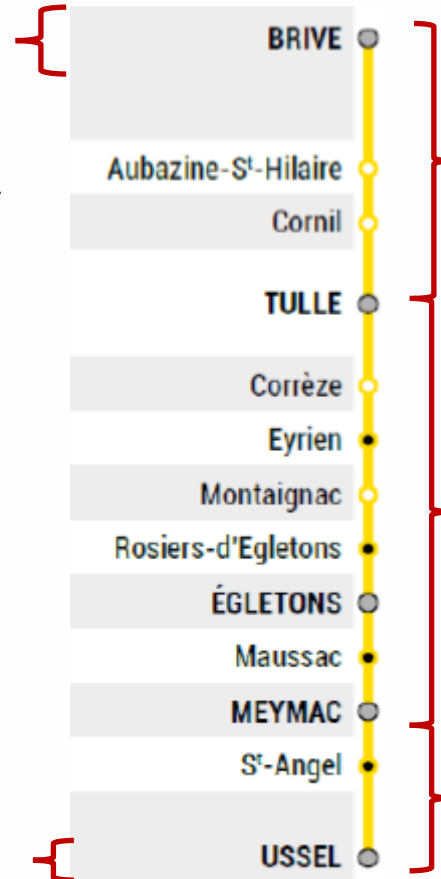 BRIVE
Aubazine-Sᵗ-Hilaire
Cornil
TULLE
Corrèze
Eyrien
Montaignac
Rosiers-d'Egletons
ÉGLETONS
Maussac
MEYMAC
Sᵗ-Angel
USSEL